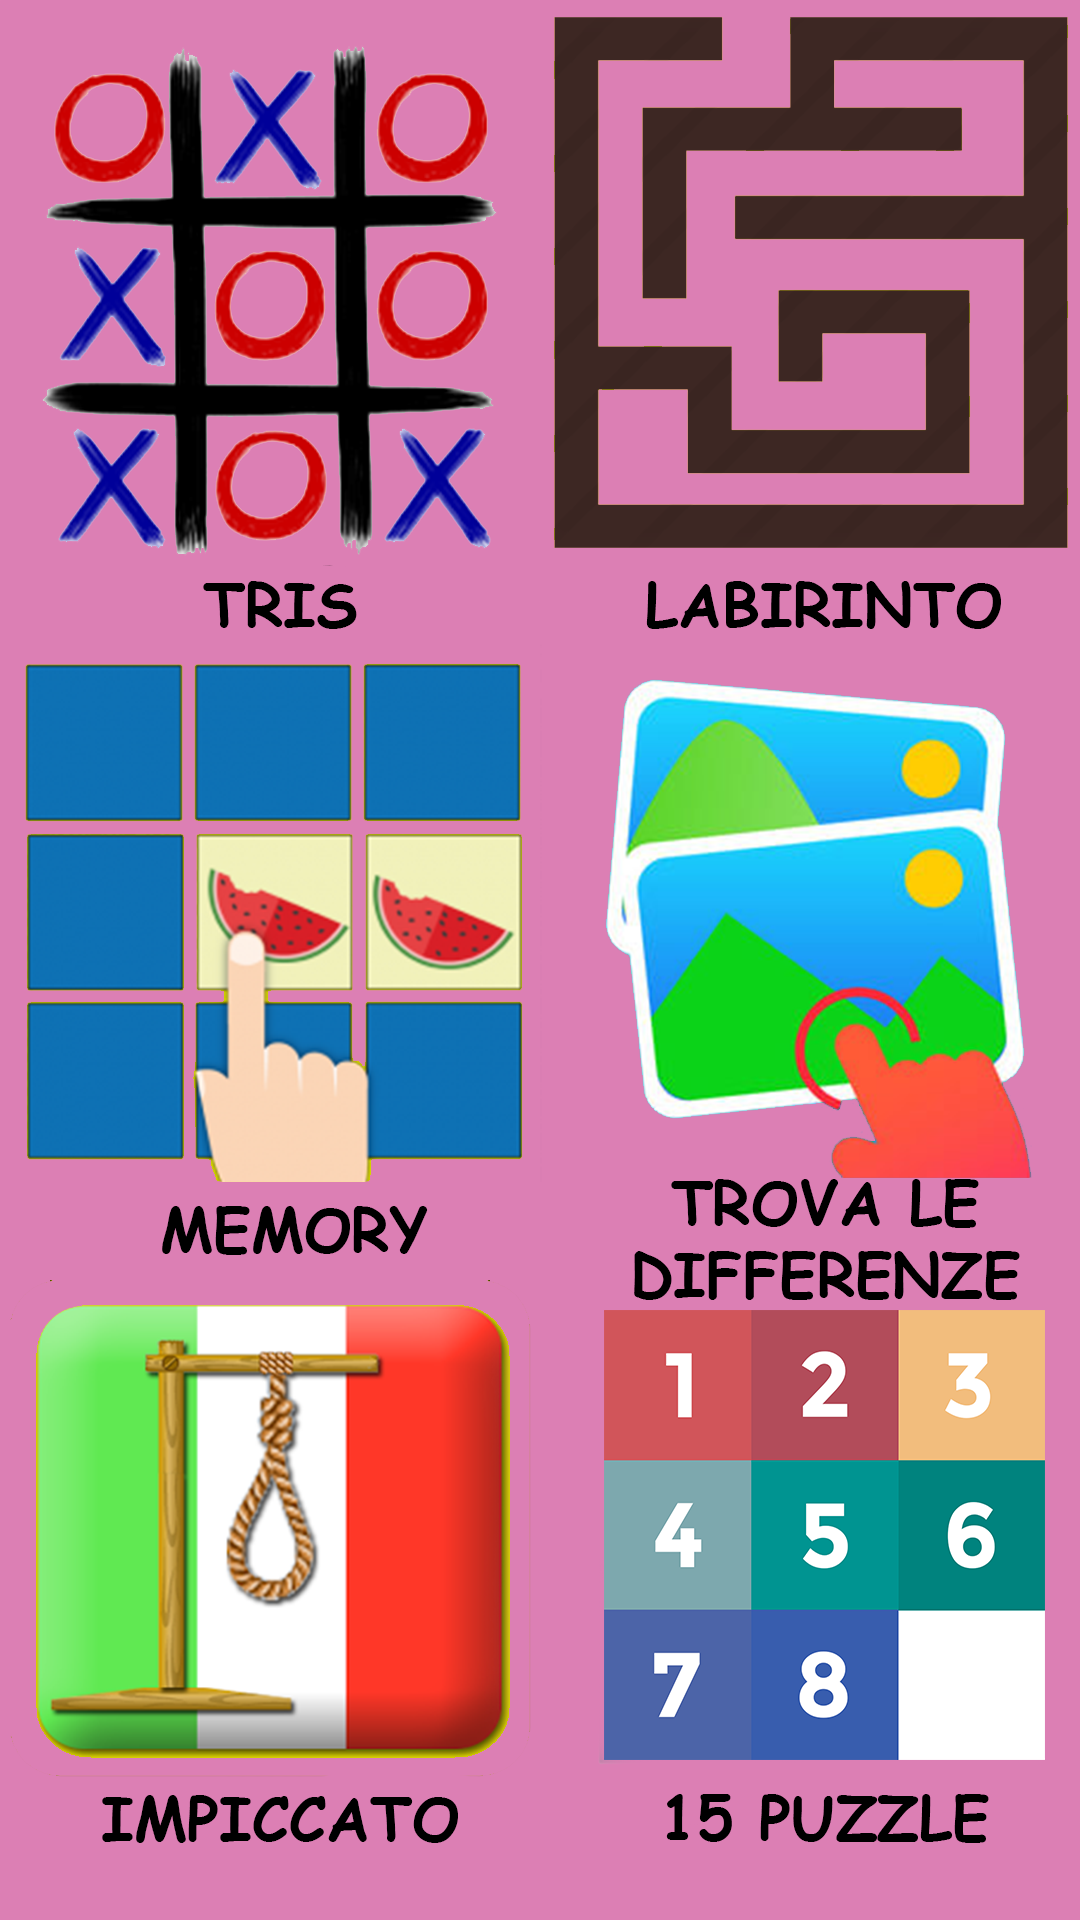 O X O
X O O
X O X
TRIS
LABIRINTO
MEMORY
TROVA LE
DIFFERENZE
1 2 3
4 5 6
7 8
IMPICCATO
15 PUZZLE